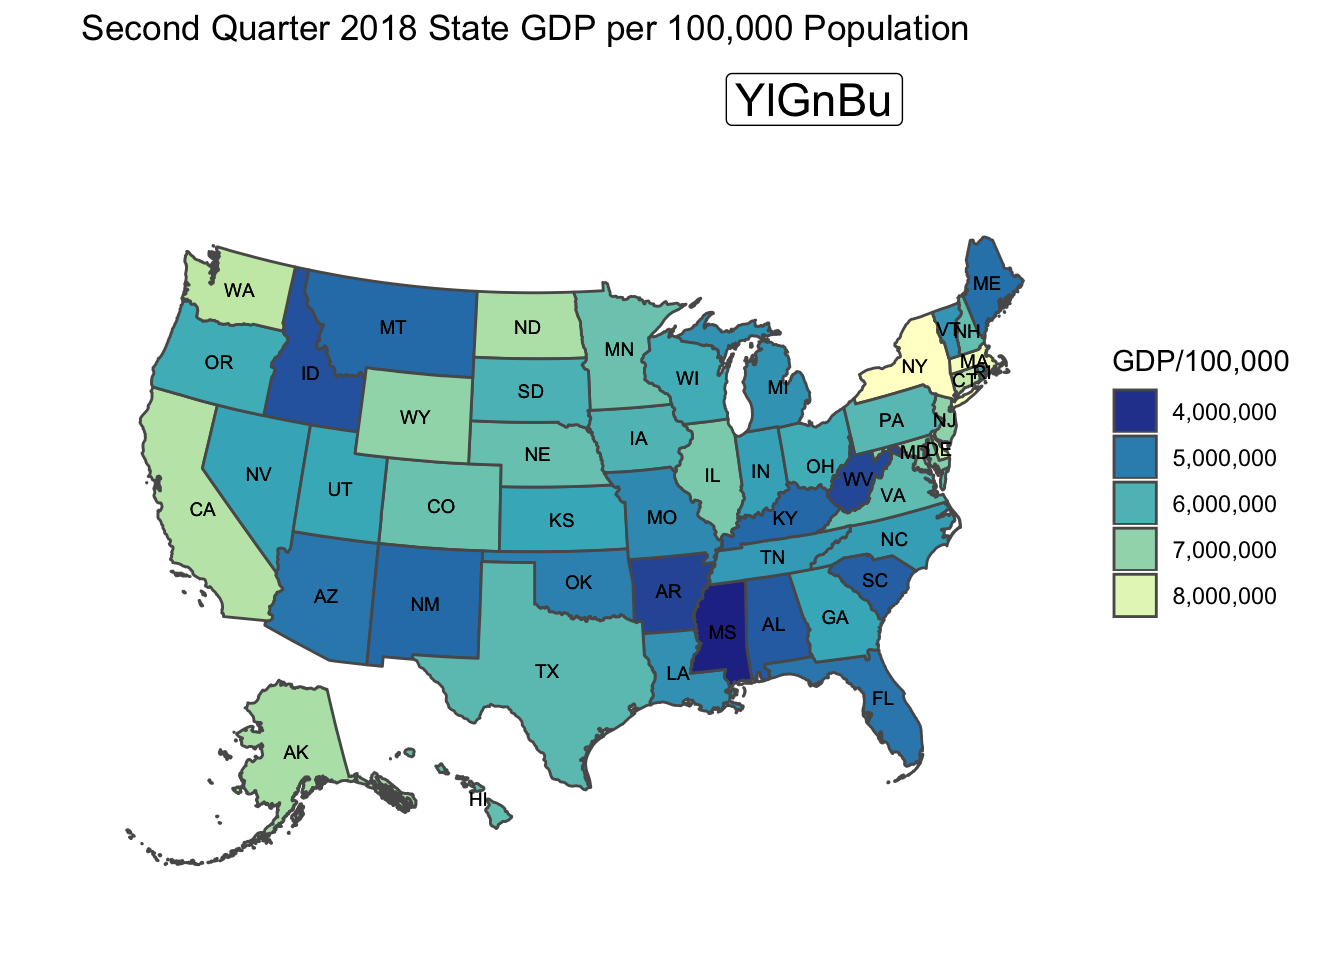 Second Quarter 2018 State GDP per 100,000 Population
YlGnBu
ME
WA
MT
ND
VT
NH
MN
OR
NY
MA
ID
WI
RI
CT
MI
SD
WY
PA
NJ
IA
NE
MD
DE
NV
IL
IN
OH
UT
WV
VA
CA
CO
KS
MO
KY
NC
TN
AZ
NM
OK
AR
SC
MS
AL
GA
TX
LA
FL
AK
HI
GDP/100,000
4,000,000
5,000,000
6,000,000
7,000,000
8,000,000